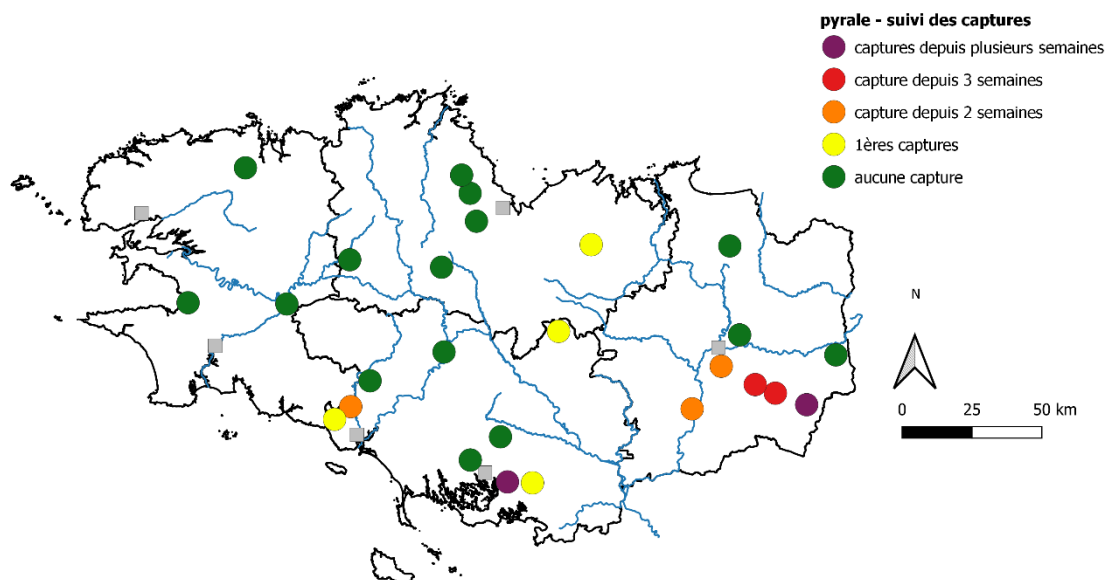 pyrale - suivi des captures
captures depuis plusieurs semaines
capture depuis 3 semaines
capture depuis 2 semaines
1ères captures
aucune capture
N
0 25 50 km